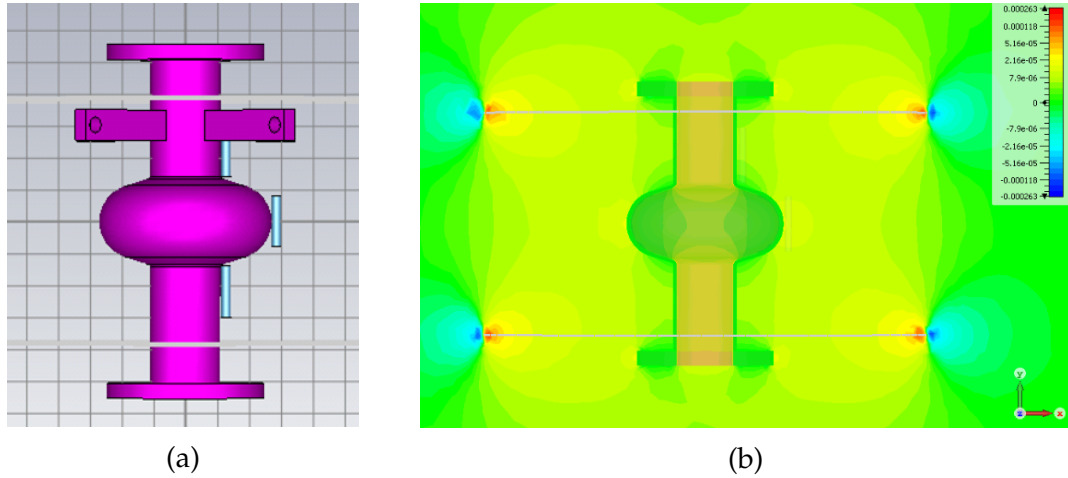 0.000263
0.000118
5.16e-05
2.16e-05
7.9e-06
0
-7.9e-06
-2.16e-05
-5.16e-05
-0.000118
-0.000263
y
z
x
(a)
(b)